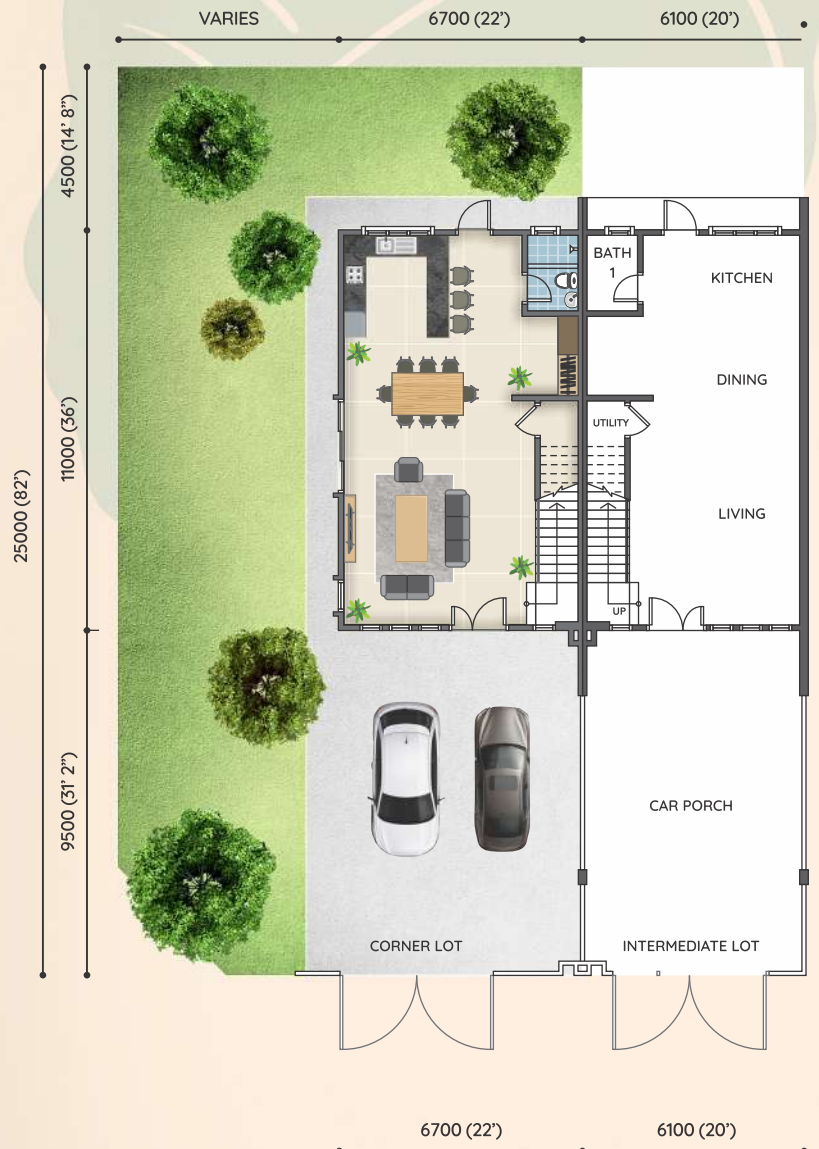 VARIES
6700 (22’)
6100 (20’)
4500 (14’ 8”)
25000 (82’)
11000 (36’)
9500 (31’ 2”)
BATH
1
KITCHEN
DINING
UTILITY
LIVING
UP
CAR PORCH
CORNER LOT
INTERMEDIATE LOT
6700 (22’)
6100 (20’)